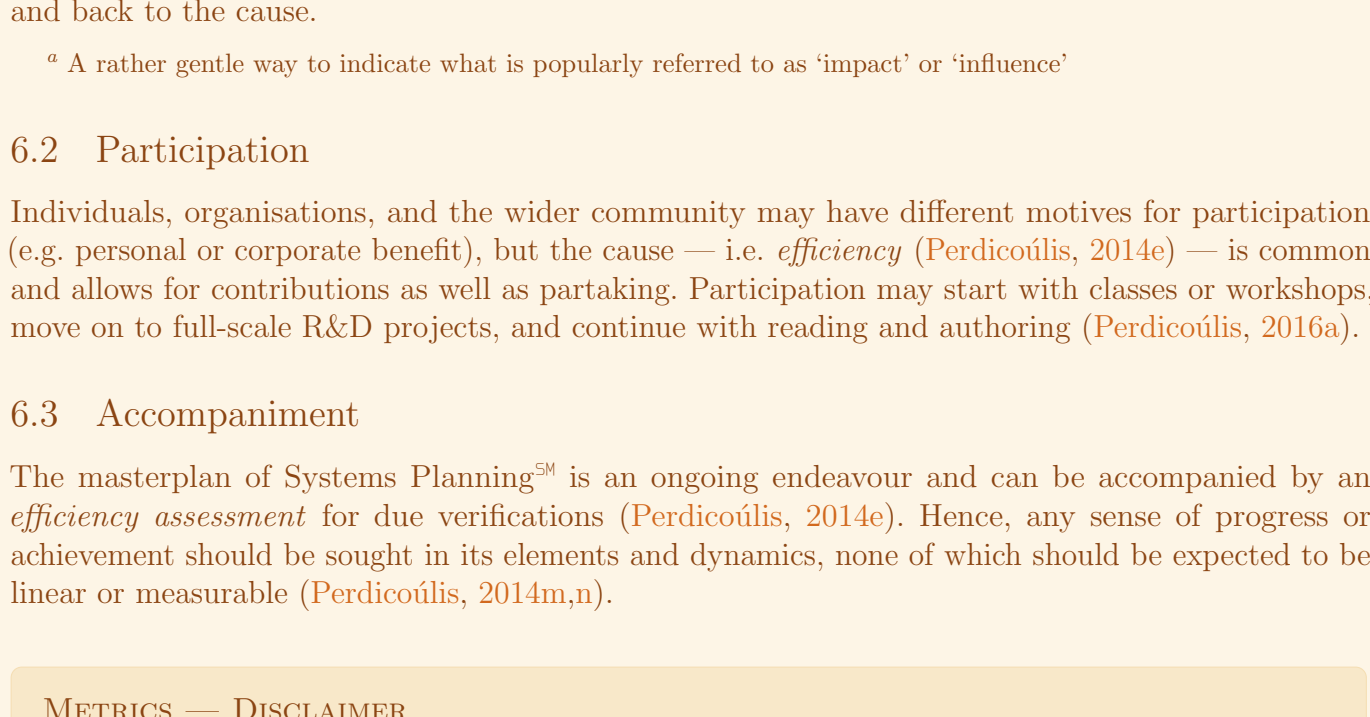 and back to the cause.
a A rather gentle way to indicate what is popularly referred to as ‘impact’ or ‘influence’
6.2 Participation
Individuals, organisations, and the wider community may have different motives for participation
(e.g. personal or corporate benefit), but the cause — i.e. efficiency (Perdicoúlis, 2014e) — is common
and allows for contributions as well as partaking. Participation may start with classes or workshops,
move on to full-scale R&D projects, and continue with reading and authoring (Perdicoúlis, 2016a).
6.3 Accompaniment
The masterplan of Systems Planning℠ is an ongoing endeavour and can be accompanied by an
efficiency assessment for due verifications (Perdicoúlis, 2014e). Hence, any sense of progress or
achievement should be sought in its elements and dynamics, none of which should be expected to be
linear or measurable (Perdicoúlis, 2014m,n).
Metrics — Disclaimer